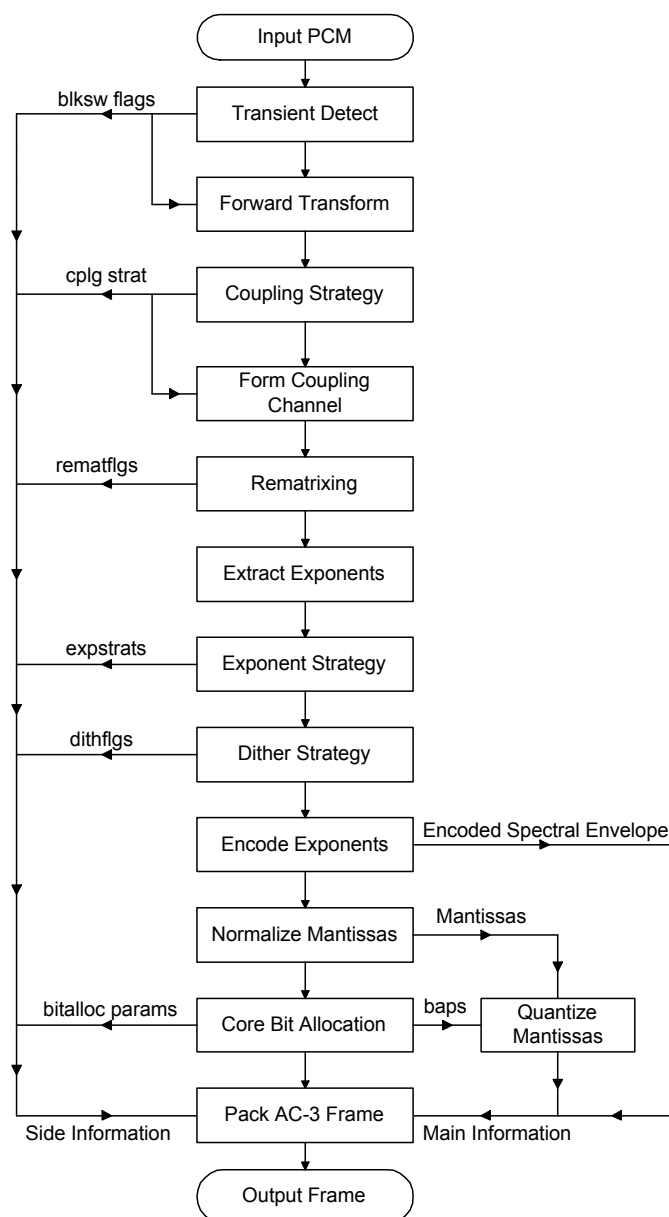 Input PCM
blksw flags
Transient Detect
Forward Transform
cplg strat
Coupling Strategy
Form Coupling
Channel
rematflgs
Rematrixing
Extract Exponents
expstrats
Exponent Strategy
dithflgs
Dither Strategy
Encode Exponents
Encoded Spectral Envelope
Normalize Mantissas
Mantissas
bitalloc params
Core Bit Allocation
baps
Quantize
Mantissas
Side Information
Pack AC-3 Frame
Main Information
Output Frame